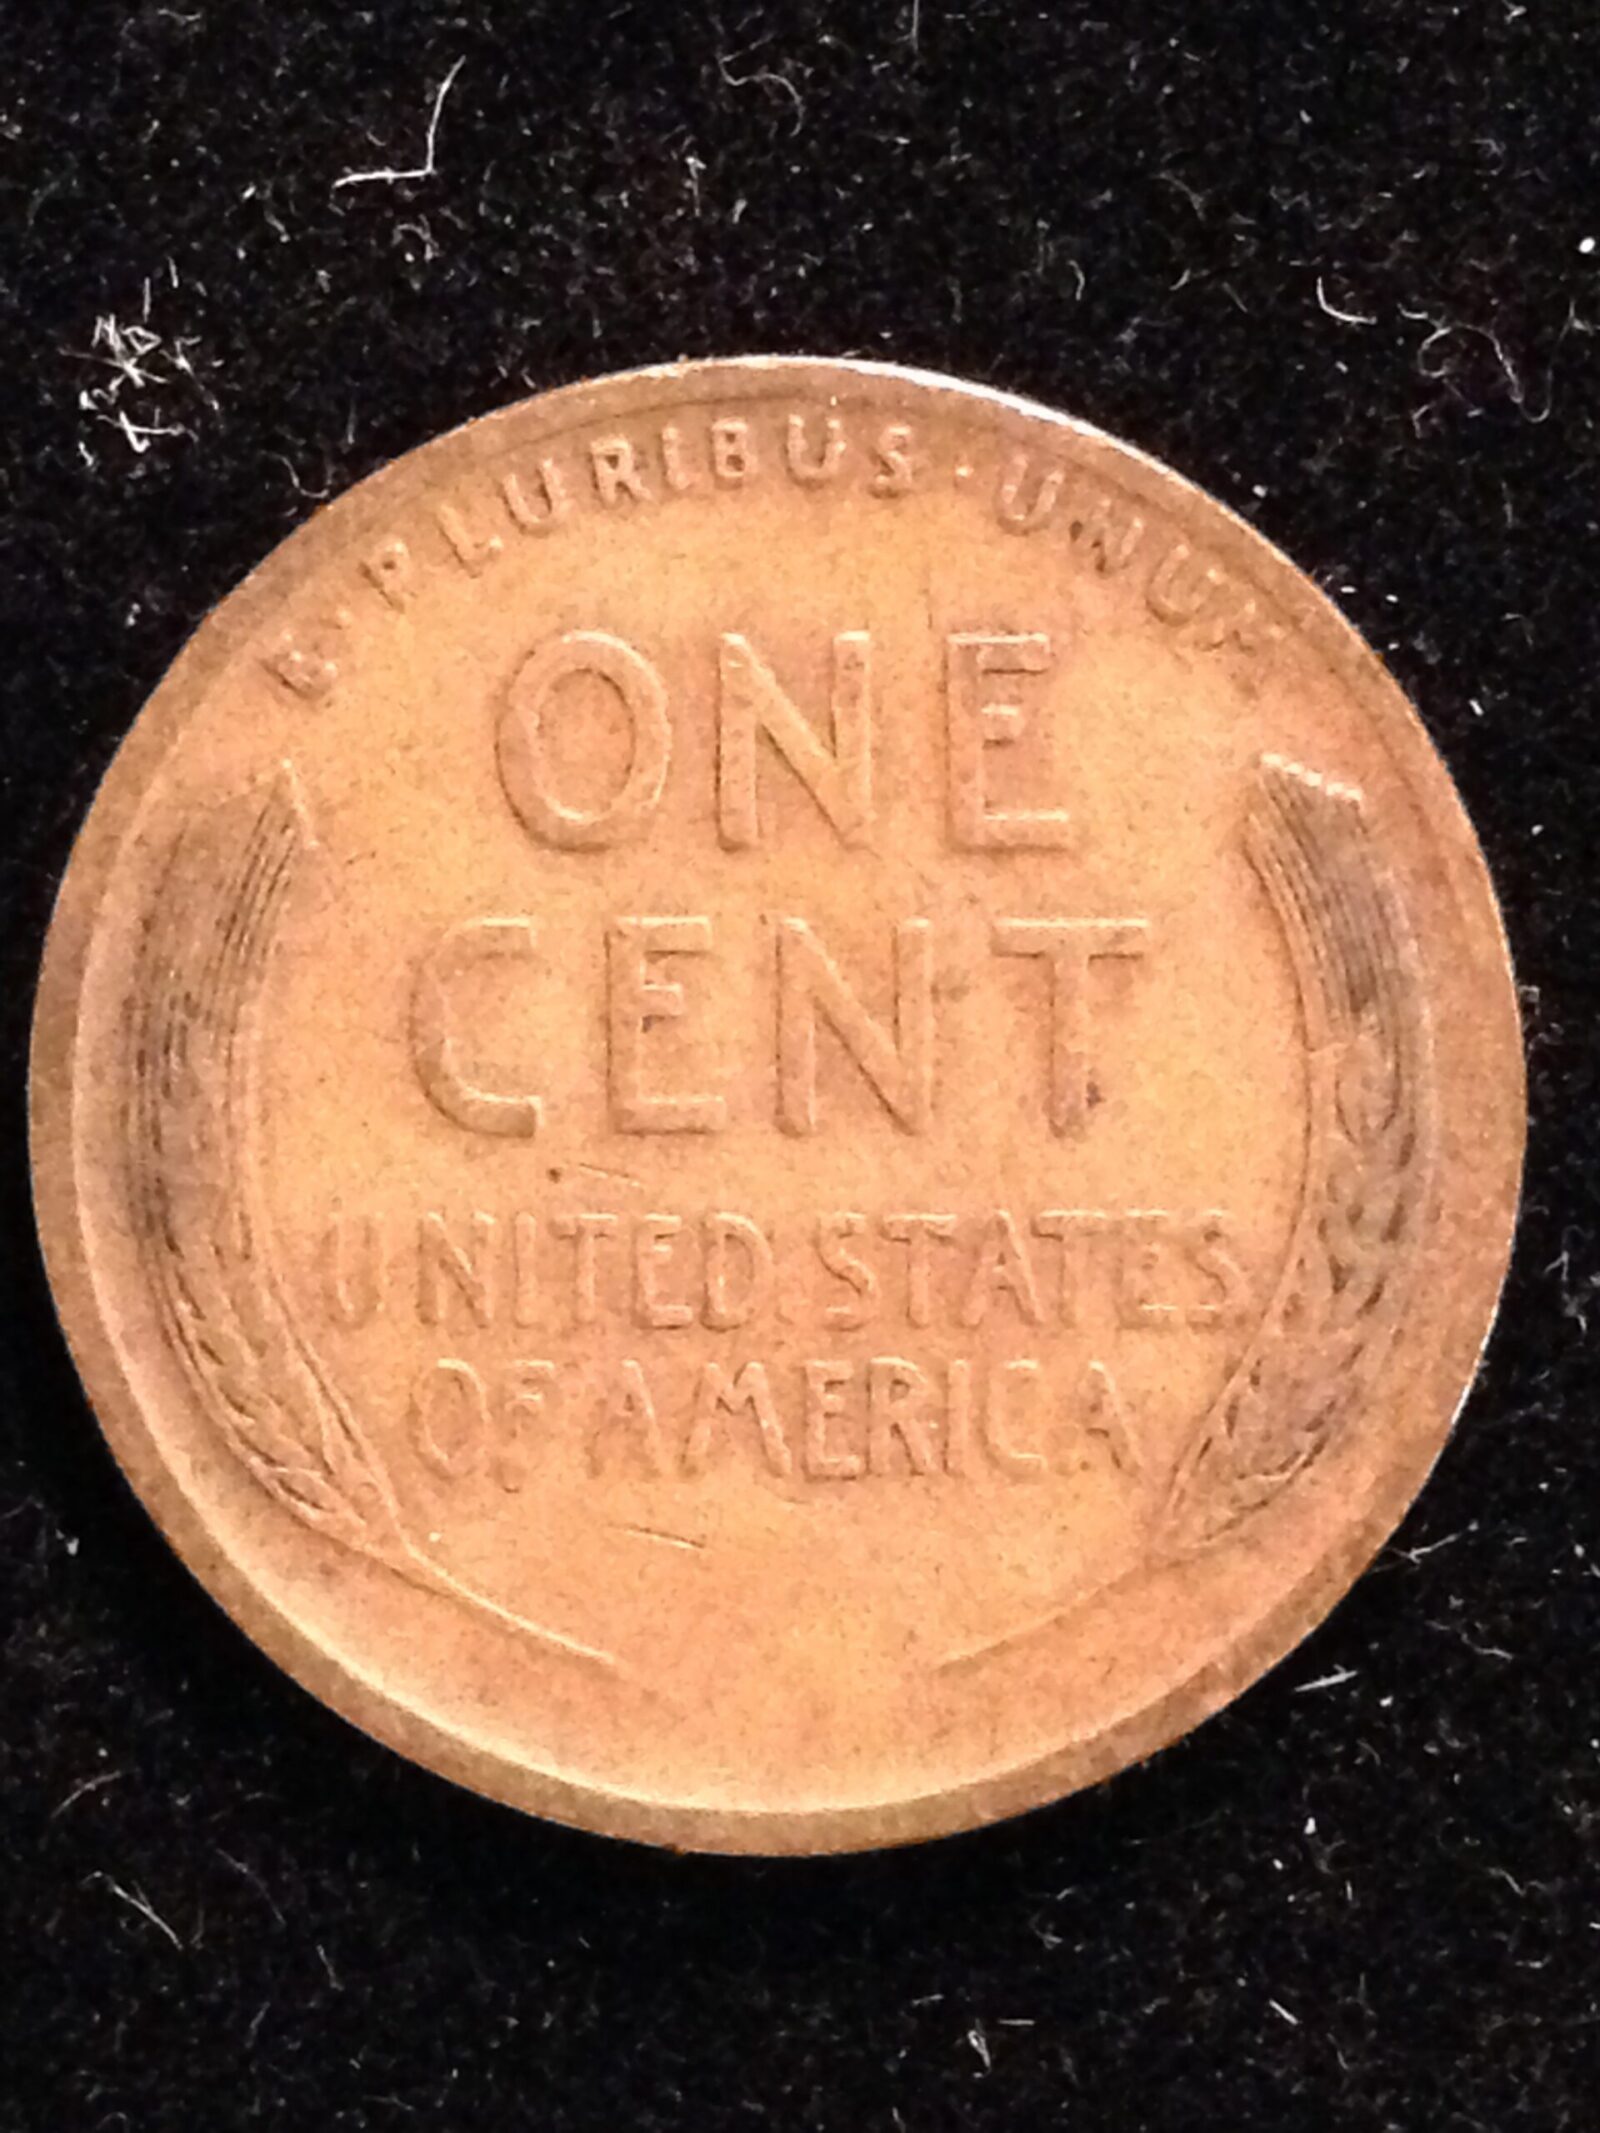 E·PLURIBUS·UNUM
ONE
CENT
UNITED STATES
OF AMERICA